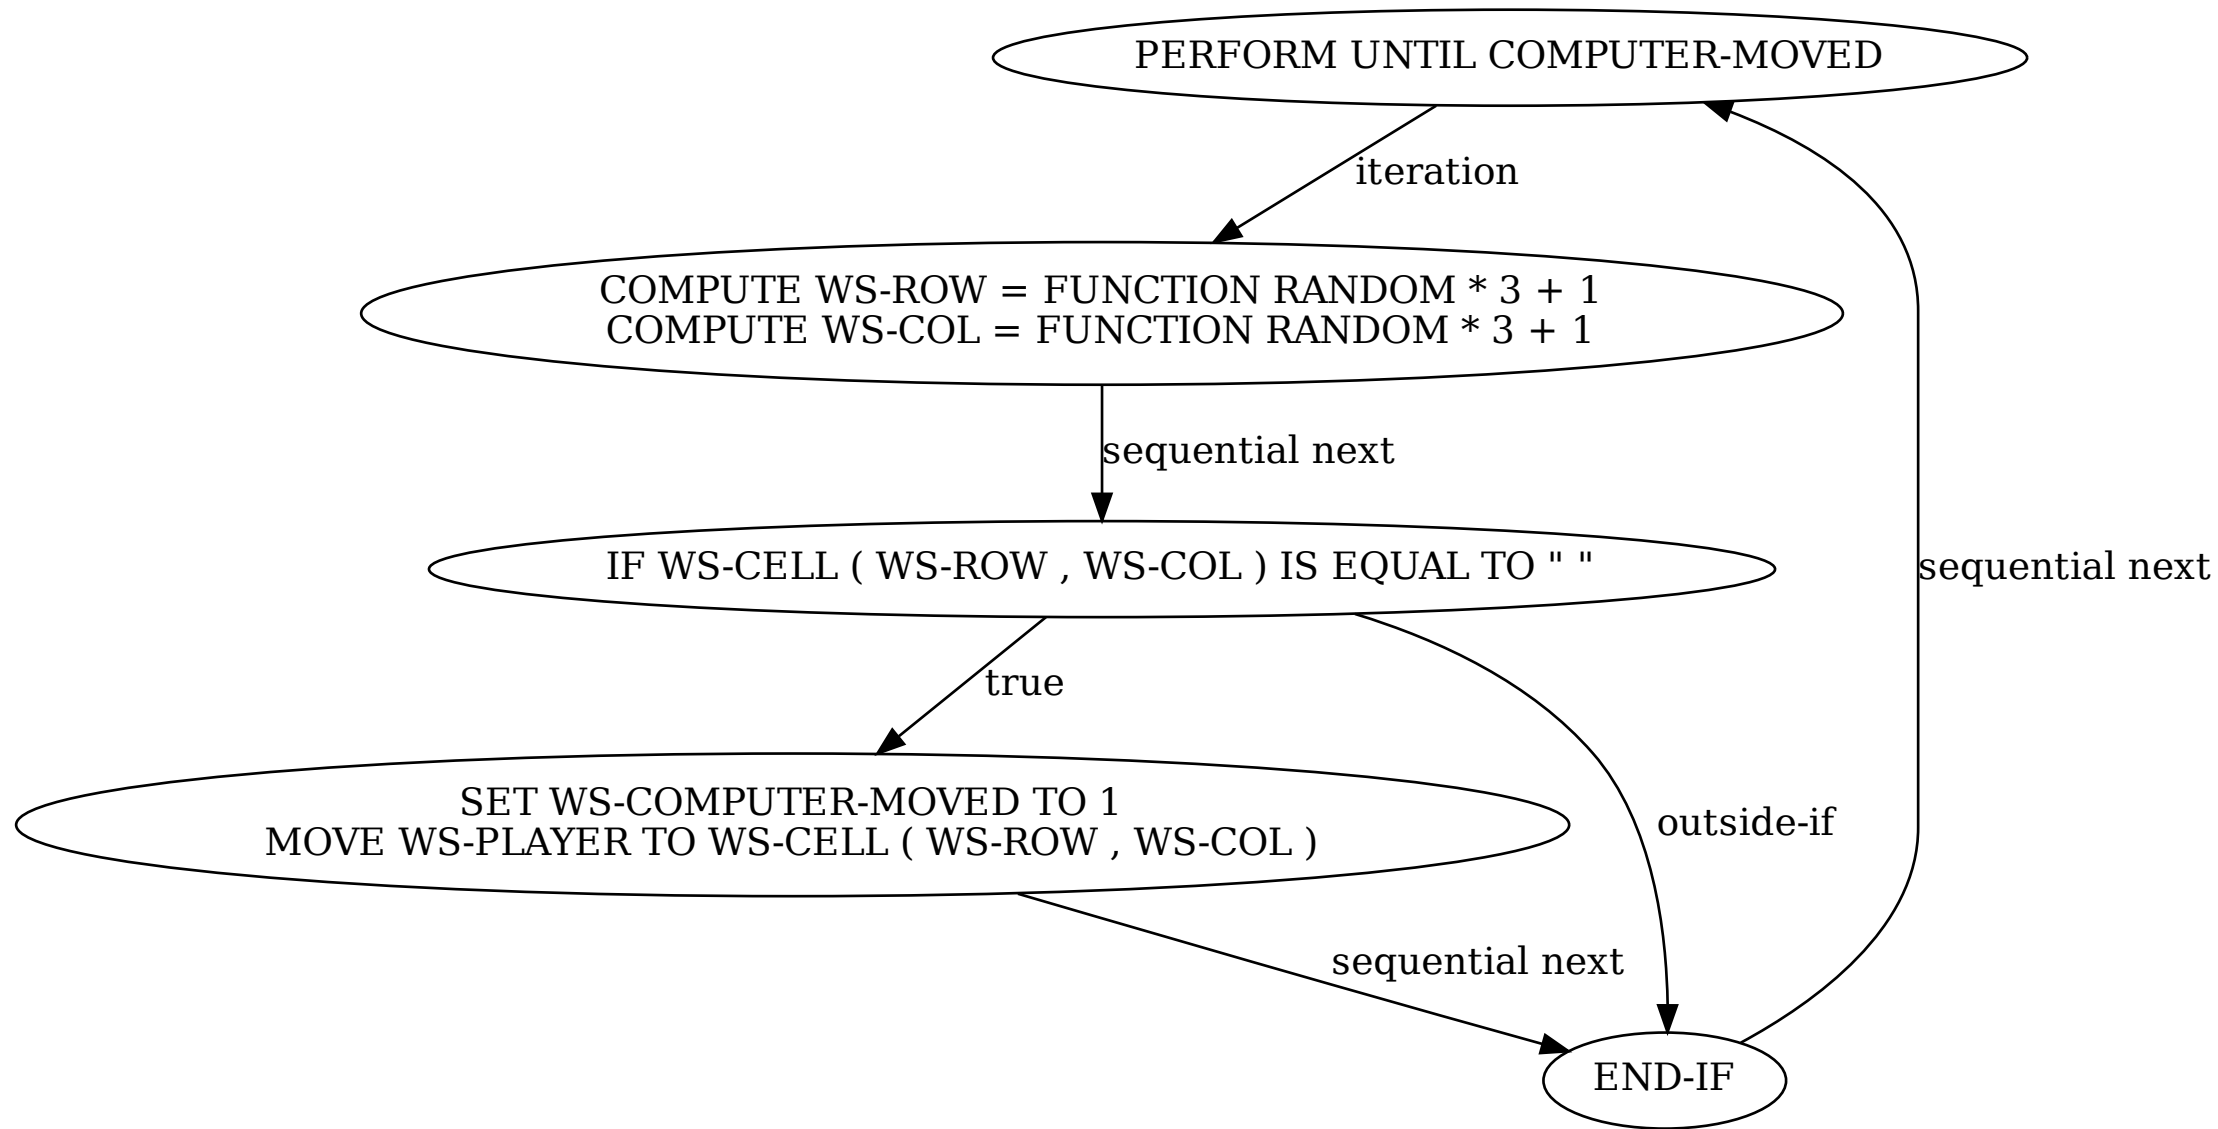 PERFORM UNTIL COMPUTER-MOVED
iteration
COMPUTE WS-ROW = FUNCTION RANDOM * 3 + 1
COMPUTE WS-COL = FUNCTION RANDOM * 3 + 1
sequential next
IF WS-CELL ( WS-ROW , WS-COL ) IS EQUAL TO " "
sequential next
true
SET WS-COMPUTER-MOVED TO 1
MOVE WS-PLAYER TO WS-CELL ( WS-ROW , WS-COL )
outside-if
sequential next
END-IF